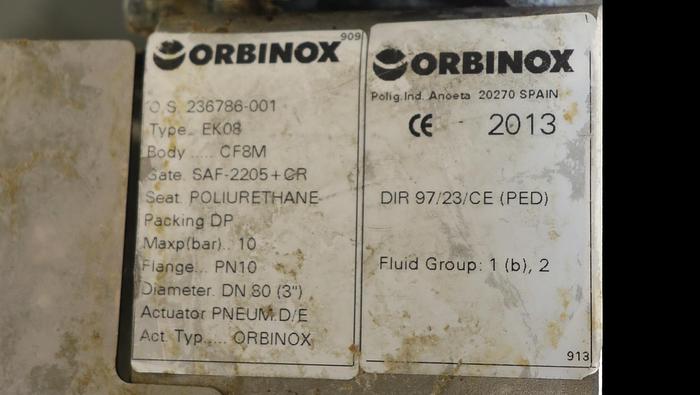 ORBINOX 909
O.S. 236786-001
Type.. EK08
Body ..... CF8M
Gate. SAF-2205+CR
Seat. POLIURETHANE
Packing DP
Maxp(bar).. 10
Flange... PN10
Diameter. DN 80 (3")
Actuator PNEUM.D/E
Act. Typ..... ORBINOX
ORBINOX
Polig.Ind. Anoeta 20270 SPAIN
CE - 2013
DIR 97/23/CE (PED)
Fluid Group: 1 (b), 2
913